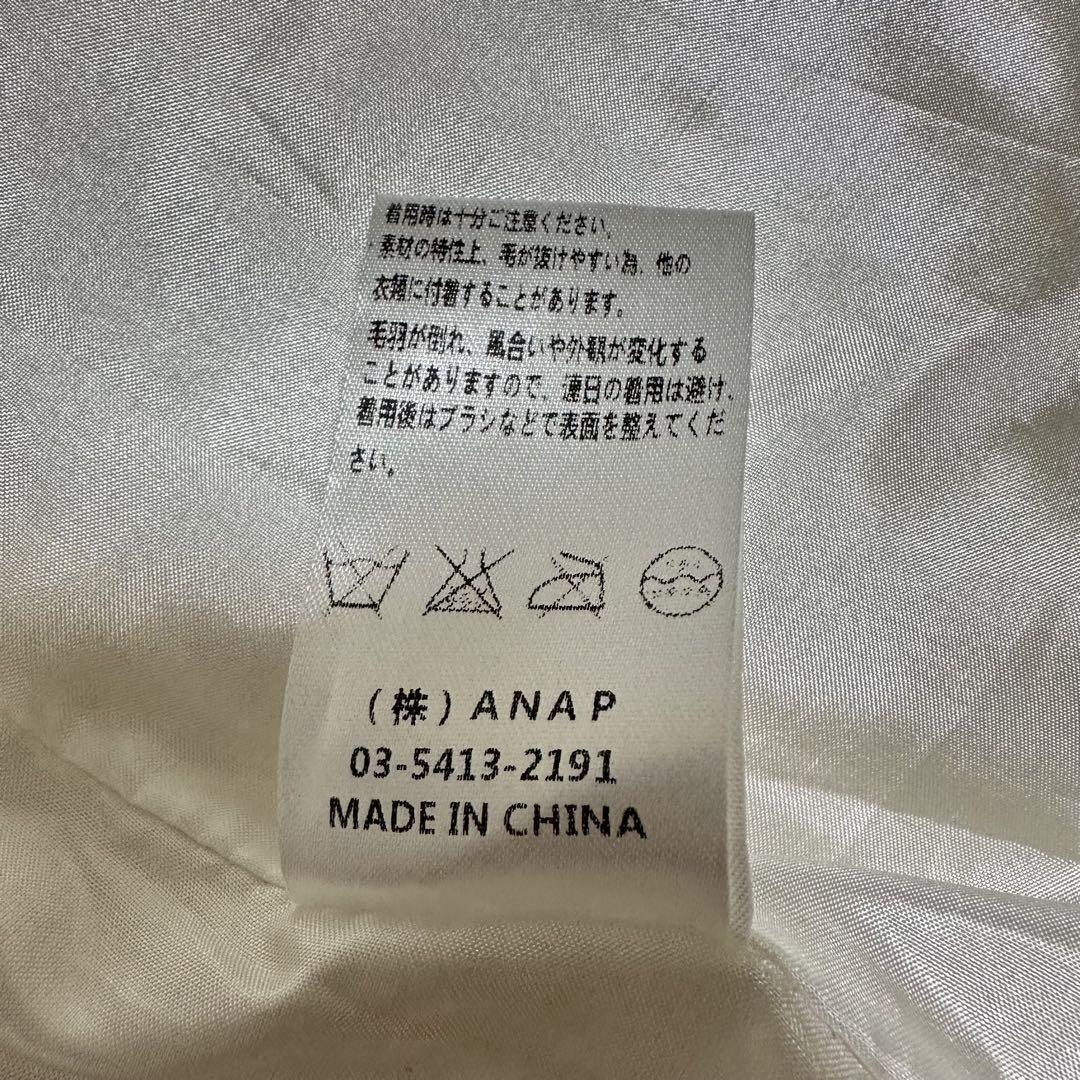 着用時は十分ご注意ください。
・素材の特性上、毛が抜けやすい為、他の
衣類に付着することがあります。
毛羽が倒れ、風合いや外観が変化する
ことがありますので、連日の着用は避け、
着用後はブラシなどで表面を整えてくだ
さい。
(株)ANAP
03-5413-2191
MADE IN CHINA